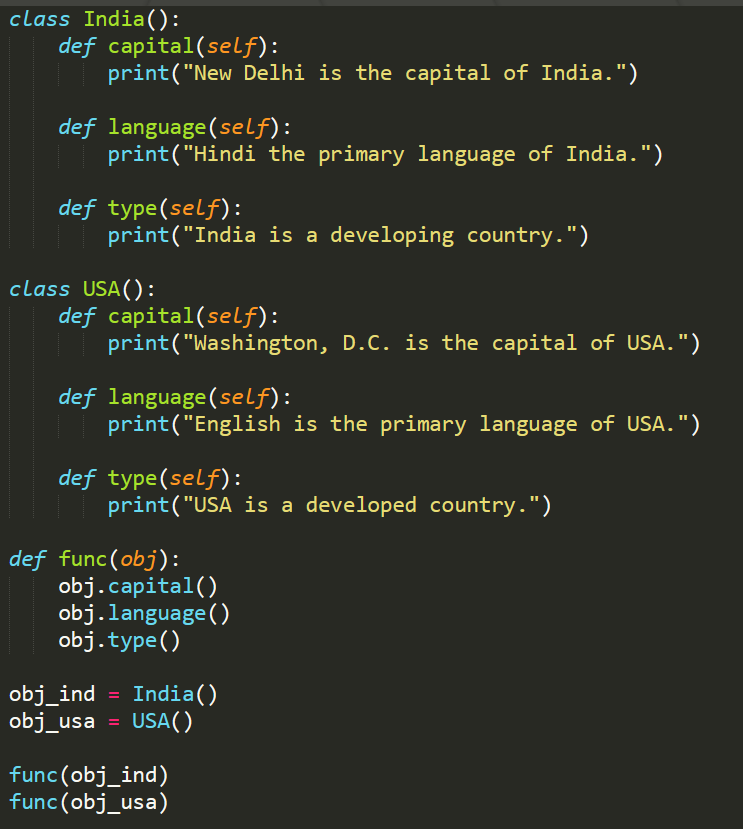 class India():
    def capital(self):
        print("New Delhi is the capital of India.")

    def language(self):
        print("Hindi the primary language of India.")

    def type(self):
        print("India is a developing country.")

class USA():
    def capital(self):
        print("Washington, D.C. is the capital of USA.")

    def language(self):
        print("English is the primary language of USA.")

    def type(self):
        print("USA is a developed country.")

def func(obj):
    obj.capital()
    obj.language()
    obj.type()

obj_ind = India()
obj_usa = USA()

func(obj_ind)
func(obj_usa)